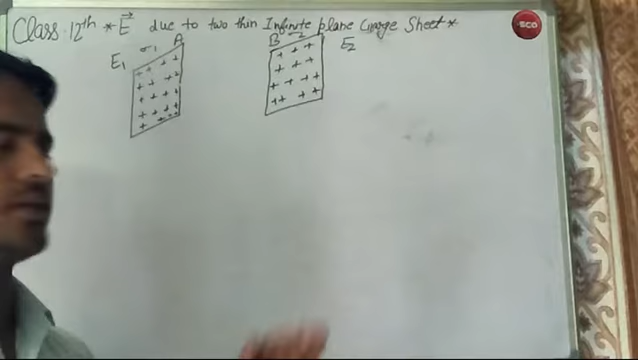 Class:12th * E⃗ due to two thin Infinite plane Charge Sheet *
E₁ σ₁ A B σ₂ E₂
+ + + +
+ + + +
+ + + +
+ + + +
SCO